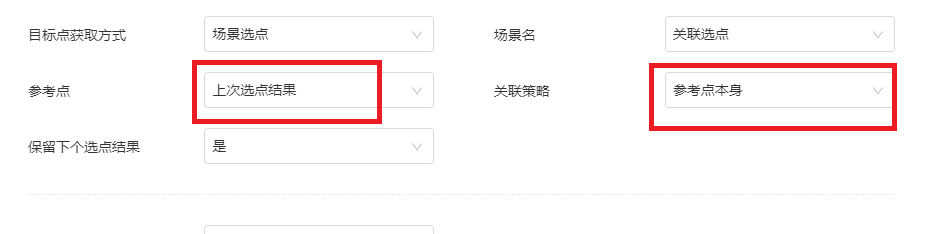 目标点获取方式 场景选点 场景名 关联选点
参考点 上次选点结果 关联策略 参考点本身
保留下个选点结果 是